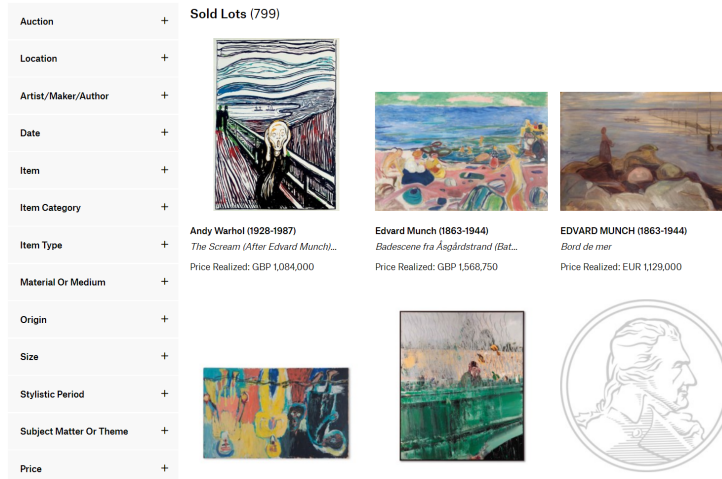 Sold Lots (799)
Auction +
Location +
Artist/Maker/Author +
Date +
Item +
Item Category +
Item Type +
Material Or Medium +
Origin +
Size +
Stylistic Period +
Subject Matter Or Theme +
Price +
Andy Warhol (1928-1987)
The Scream (After Edvard Munch)...
Price Realized: GBP 1,084,000
Edvard Munch (1863-1944)
Badescene fra Åsgårdstrand (Bat...
Price Realized: GBP 1,568,750
EDVARD MUNCH (1863-1944)
Bord de mer
Price Realized: EUR 1,129,000